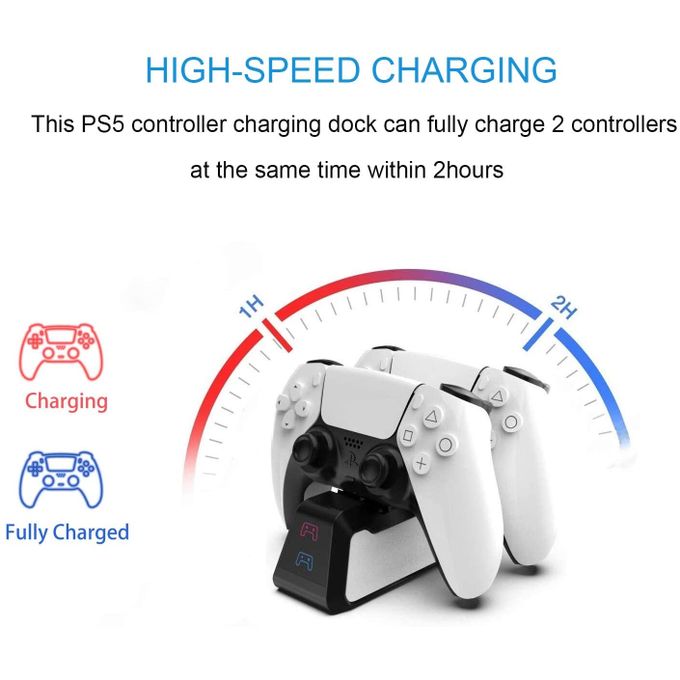 HIGH-SPEED CHARGING
This PS5 controller charging dock can fully charge 2 controllers
at the same time within 2hours
1H
2H
Charging
Fully Charged